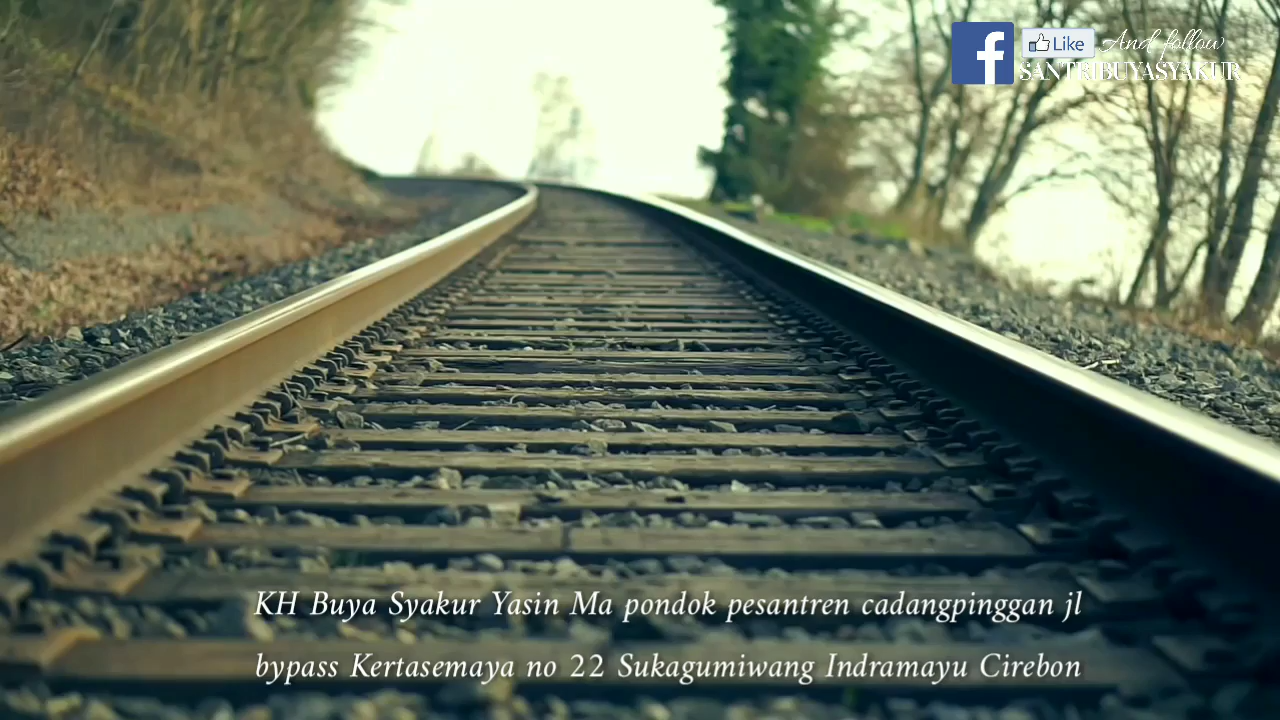 Like And follow
SANTRIBUYASYAKUR
KH Buya Syakur Yasin Ma pondok pesantren cadangpinggan jl
bypass Kertasemaya no 22 Sukagumiwang Indramayu Cirebon